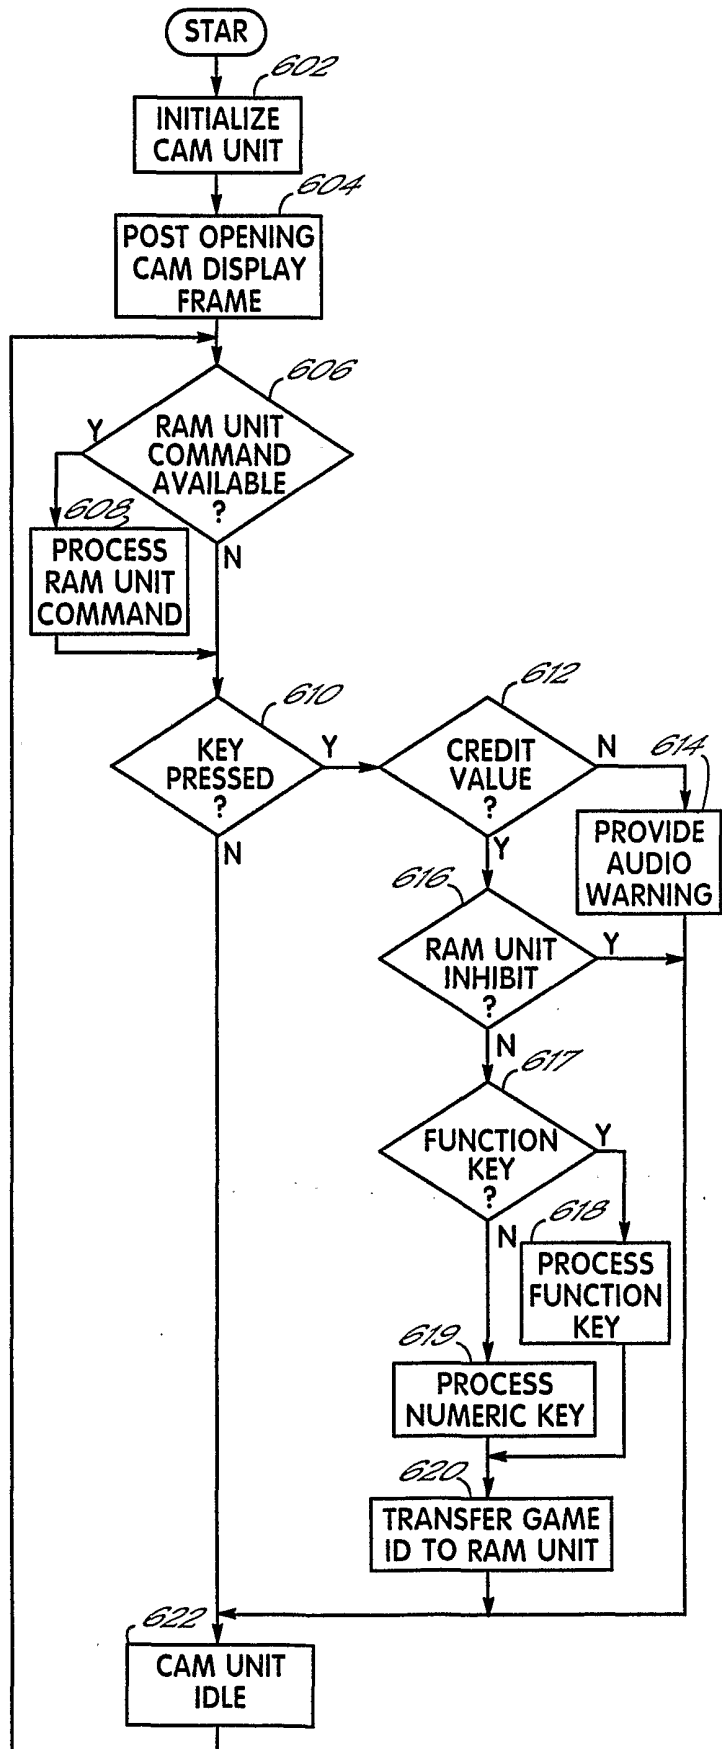 STAR
602
INITIALIZE
CAM UNIT
604
POST OPENING
CAM DISPLAY
FRAME
606
RAM UNIT
COMMAND
AVAILABLE
?
Y
N
608
PROCESS
RAM UNIT
COMMAND
610
KEY
PRESSED
?
Y
N
612
CREDIT
VALUE
?
N
Y
614
PROVIDE
AUDIO
WARNING
616
RAM UNIT
INHIBIT
?
Y
N
617
FUNCTION
KEY
?
Y
N
618
PROCESS
FUNCTION
KEY
619
PROCESS
NUMERIC KEY
620
TRANSFER GAME
ID TO RAM UNIT
622
CAM UNIT
IDLE